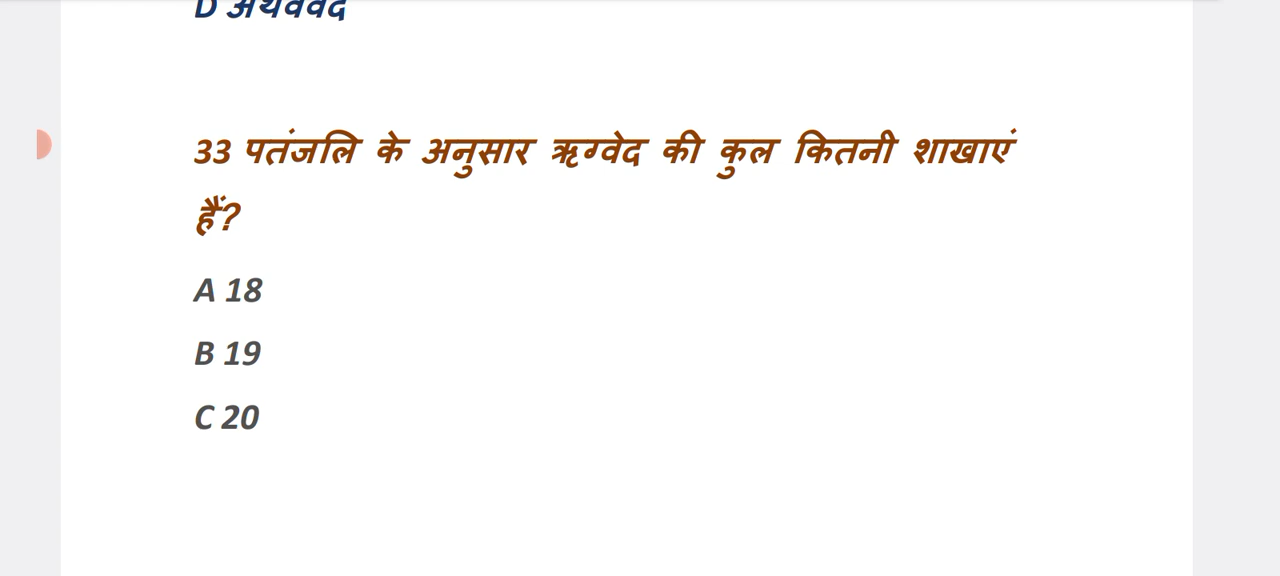 D अथर्ववेद
33 पतंजलि के अनुसार ऋग्वेद की कुल कितनी शाखाएं
हैं?
A 18
B 19
C 20